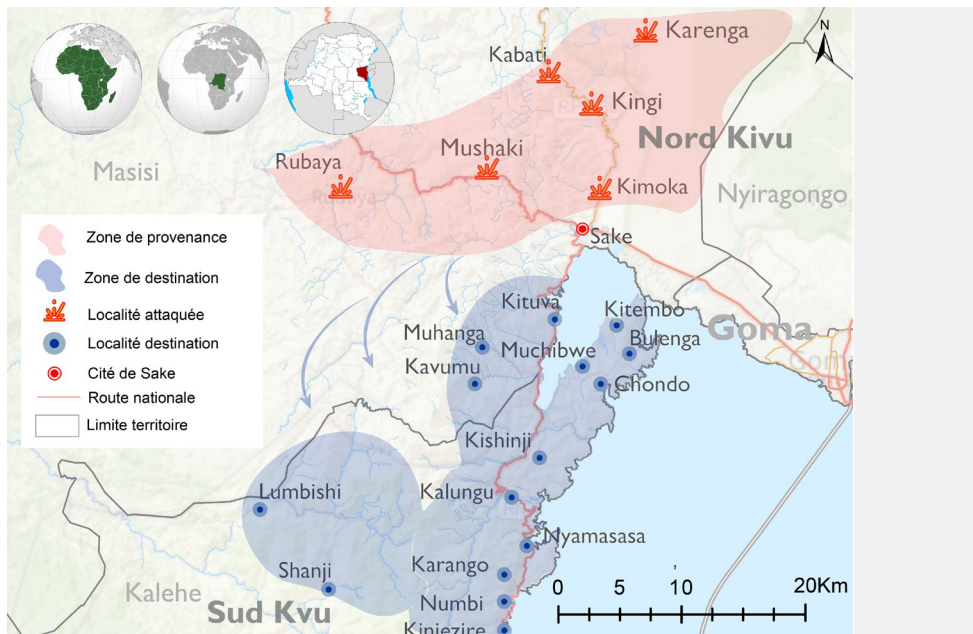 N
Karenga
Kabati
Kingi
Nord Kivu
Mushaki
Rubaya
Masisi
Kimoka
Nyiragongo
Sake
Zone de provenance
Zone de destination
Localité attaquée
Localité destination
Cité de Sake
Route nationale
Limite territoire
Kituva
Kitembo
Goma
Muhanga
Bulenga
Muchibwe
Kavumu
Chondo
Kishinji
Lumbishi
Kalungu
Nyamasasa
Karango
Shanji
Kalehe
Numbi
Sud Kvu
Kinjezire
0 5 10 20Km